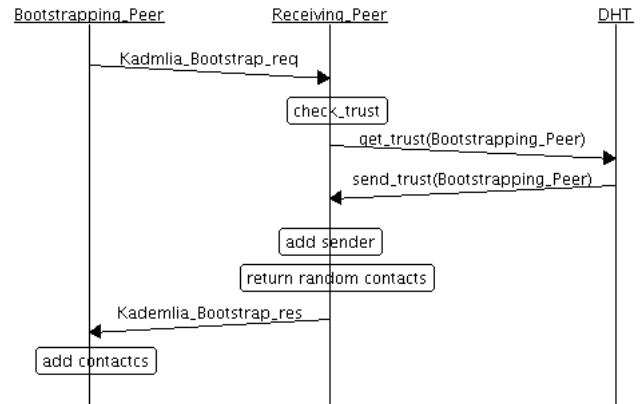 Bootstrapping_Peer Receiving_Peer DHT
Kadmlia_Bootstrap_req
check_trust
get_trust(Bootstrapping_Peer)
send_trust(Bootstrapping_Peer)
add sender
return random contacts
Kademlia_Bootstrap_res
add contactcs